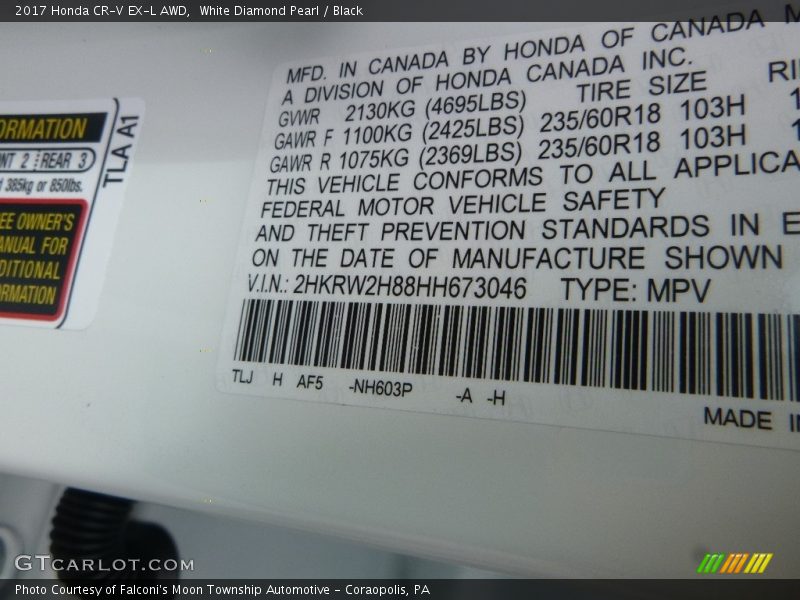 2017 Honda CR-V EX-L AWD, White Diamond Pearl / Black
MFD. IN CANADA BY HONDA OF CANADA
A DIVISION OF HONDA CANADA INC.
TIRE SIZE
GVWR 2130KG (4695LBS)
GAWR F 1100KG (2425LBS) 235/60R18 103H
GAWR R 1075KG (2369LBS) 235/60R18 103H
THIS VEHICLE CONFORMS TO ALL APPLICA
FEDERAL MOTOR VEHICLE SAFETY
AND THEFT PREVENTION STANDARDS IN E
ON THE DATE OF MANUFACTURE SHOWN
V.I.N.: 2HKRW2H88HH673046 TYPE: MPV
TLJ H AF5 -NH603P -A -H
MADE IN
ORMATION
NT 2 REAR 3
385kg or 850lbs.
TLA A1
EE OWNER'S
ANUAL FOR
DITIONAL
ORMATION
GTCARLOT.COM
Photo Courtesy of Falconi's Moon Township Automotive - Coraopolis, PA